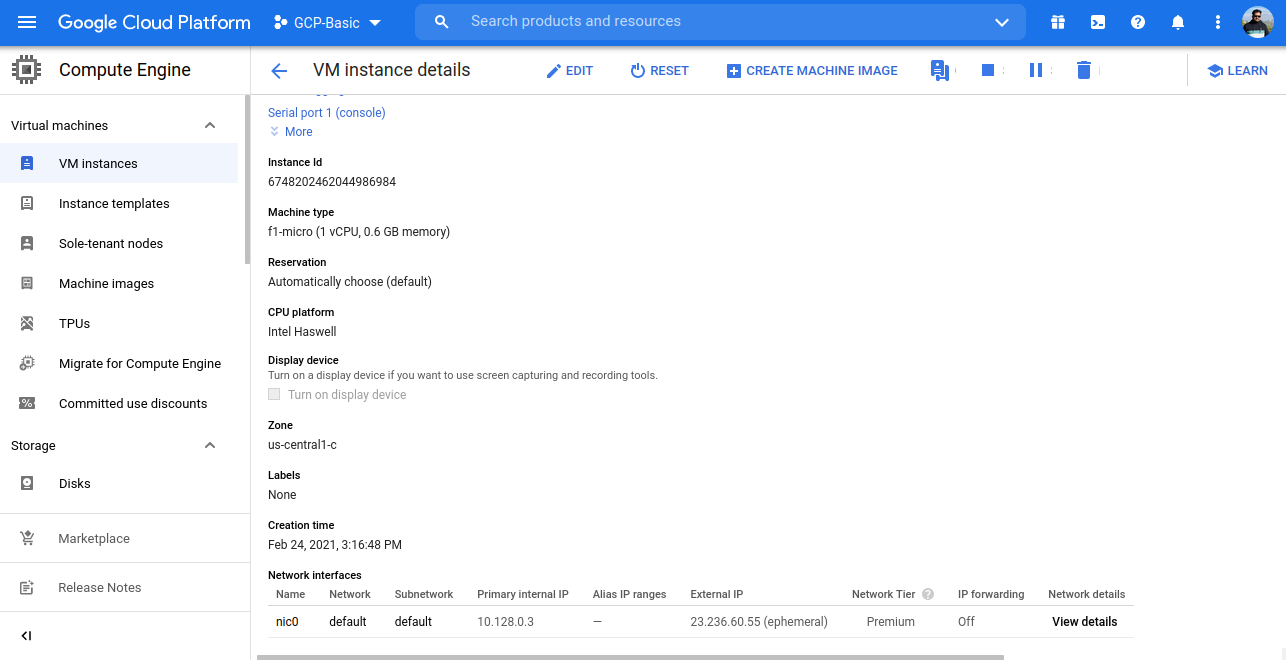 Google Cloud Platform
GCP-Basic
Search products and resources
Compute Engine
VM instance details
EDIT
RESET
CREATE MACHINE IMAGE
LEARN
Virtual machines
VM instances
Instance templates
Sole-tenant nodes
Machine images
TPUs
Migrate for Compute Engine
Committed use discounts
Storage
Disks
Marketplace
Release Notes
Serial port 1 (console)
More
Instance Id
6748202462044986984
Machine type
f1-micro (1 vCPU, 0.6 GB memory)
Reservation
Automatically choose (default)
CPU platform
Intel Haswell
Display device
Turn on a display device if you want to use screen capturing and recording tools.
Turn on display device
Zone
us-central1-c
Labels
None
Creation time
Feb 24, 2021, 3:16:48 PM
Network interfaces
Name Network Subnetwork Primary internal IP Alias IP ranges External IP Network Tier IP forwarding Network details
nic0 default default 10.128.0.3 — 23.236.60.55 (ephemeral) Premium Off View details